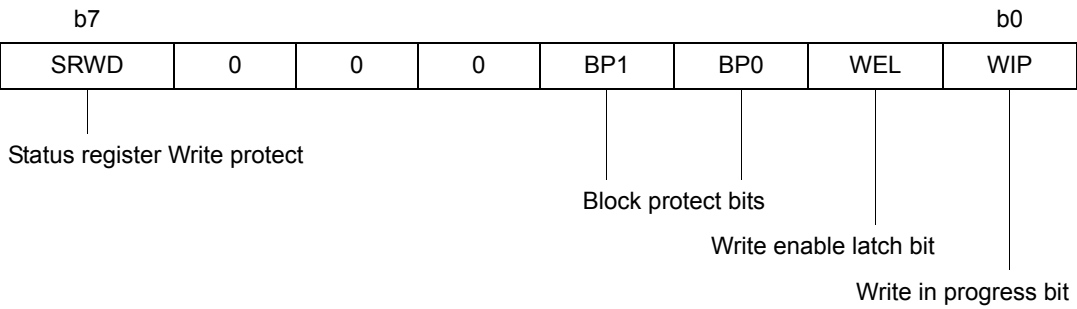 b7 b0
SRWD 0 0 0 BP1 BP0 WEL WIP
Status register Write protect
Block protect bits
Write enable latch bit
Write in progress bit